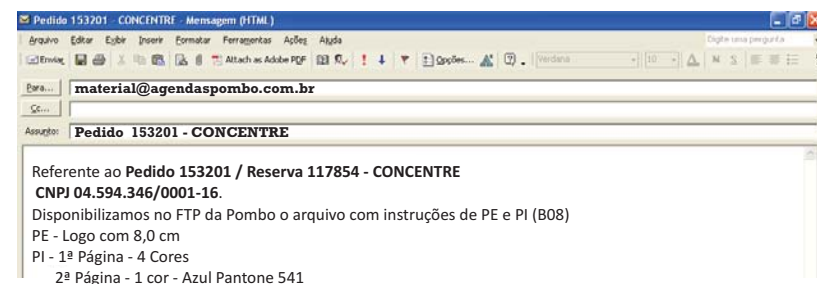 Pedido 153201 - CONCENTRE - Mensagem (HTML)
Arquivo Editar Exibir Inserir Formatar Ferramentas Ações Ajuda Digite uma pergunta
Enviar Attach as Adobe PDF Opções... Verdana 10 A N S
Para... material@agendaspombo.com.br
Cc...
Assunto: Pedido 153201 - CONCENTRE
Referente ao Pedido 153201 / Reserva 117854 - CONCENTRE
CNPJ 04.594.346/0001-16.
Disponibilizamos no FTP da Pombo o arquivo com instruções de PE e PI (B08)
PE - Logo com 8,0 cm
PI - 1ª Página - 4 Cores
2ª Página - 1 cor - Azul Pantone 541